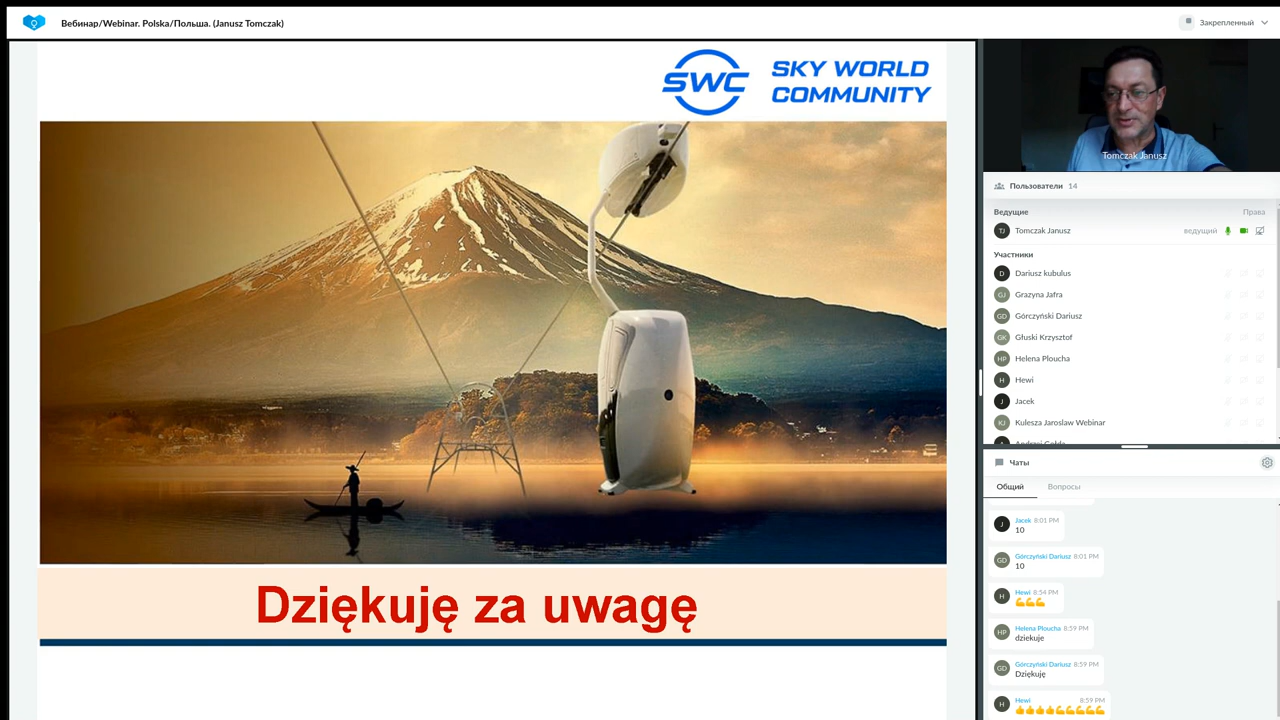 Вебинар/Webinar. Polska/Польша. (Janusz Tomczak)
Закрепленный
SWC
SKY WORLD
COMMUNITY
Dziękuję za uwagę
Tomczak Janusz
Пользователи 14
Ведущие Права
TJ Tomczak Janusz ведущий
Участники
D Dariusz kubulus
GJ Grazyna Jafra
GD Górczyński Dariusz
GK Głuski Krzysztof
HP Helena Ploucha
H Hewi
J Jacek
KJ Kulesza Jaroslaw Webinar
Чаты
Общий Вопросы
J Jacek 8:01 PM
10
GD Górczyński Dariusz 8:01 PM
10
H Hewi 8:54 PM
💪💪💪
HP Helena Ploucha 8:59 PM
dziekuje
GD Górczyński Dariusz 8:59 PM
Dziękuję
H Hewi 8:59 PM
👍👍👍👍💪💪💪💪💪